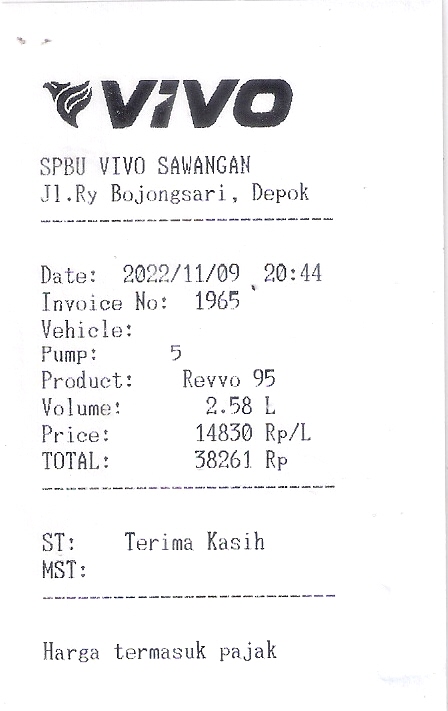 VIVO
SPBU VIVO SAWANGAN
Jl.Ry Bojongsari, Depok
Date: 2022/11/09 20:44
Invoice No: 1965
Vehicle:
Pump: 5
Product: Revvo 95
Volume: 2.58 L
Price: 14830 Rp/L
TOTAL: 38261 Rp
ST: Terima Kasih
MST:
Harga termasuk pajak